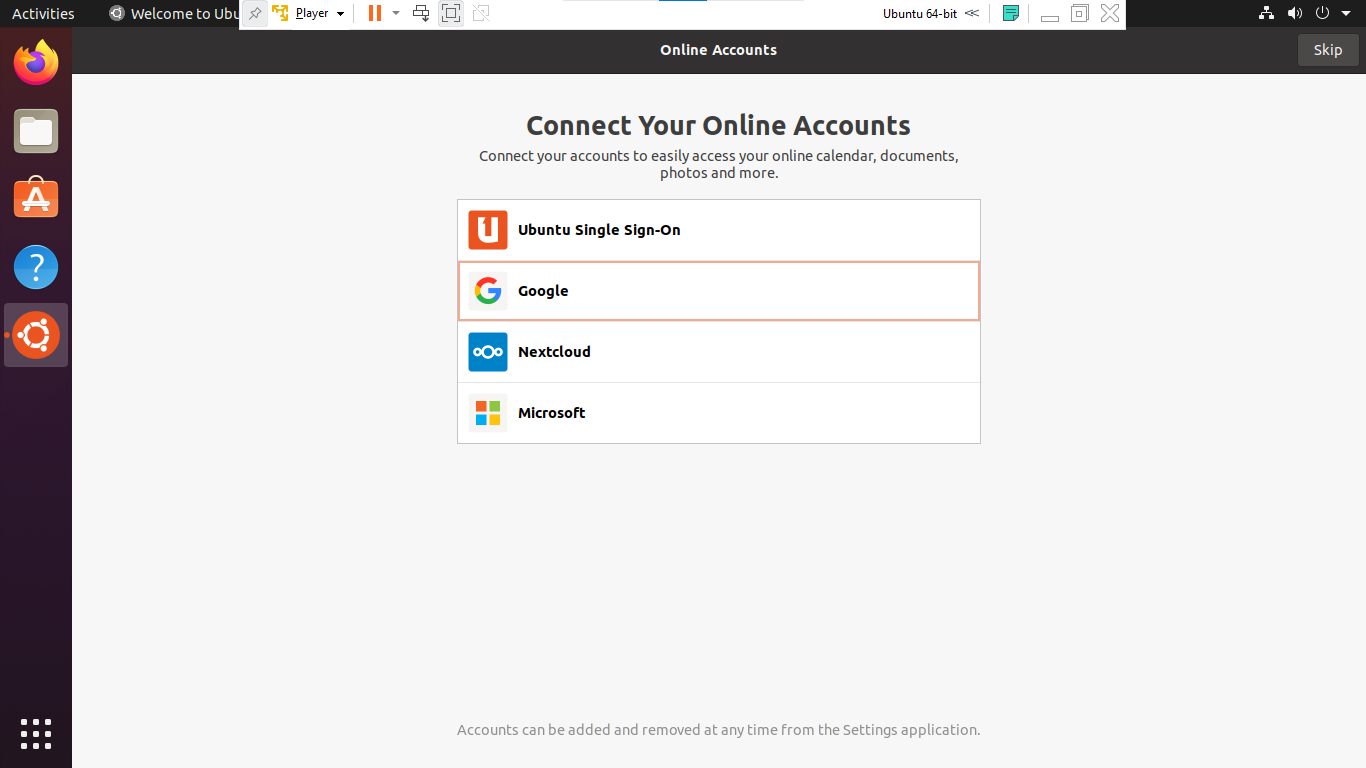 Activities
Welcome to Ubu
Player
Ubuntu 64-bit
Online Accounts
Skip
Connect Your Online Accounts
Connect your accounts to easily access your online calendar, documents,
photos and more.
Ubuntu Single Sign-On
Google
Nextcloud
Microsoft
Accounts can be added and removed at any time from the Settings application.